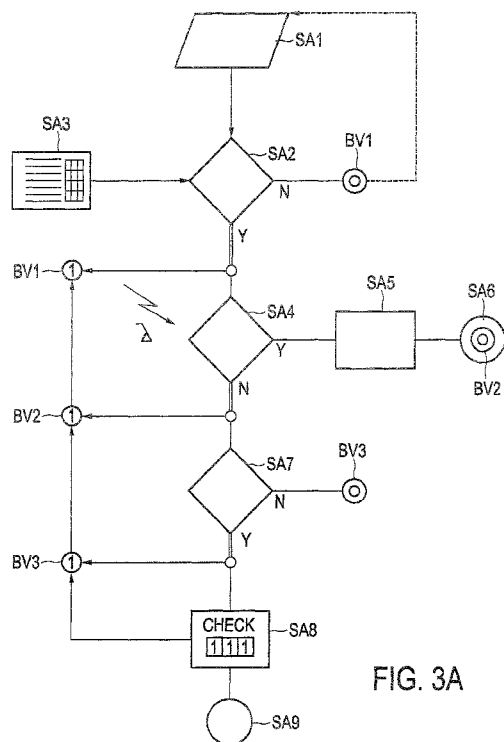 SA1
SA3
SA2
BV1
N
Y
BV1
1
SA4
SA5
SA6
Y
BV2
N
BV2
1
SA7
BV3
N
Y
BV3
1
CHECK
1 1 1
SA8
SA9
FIG. 3A